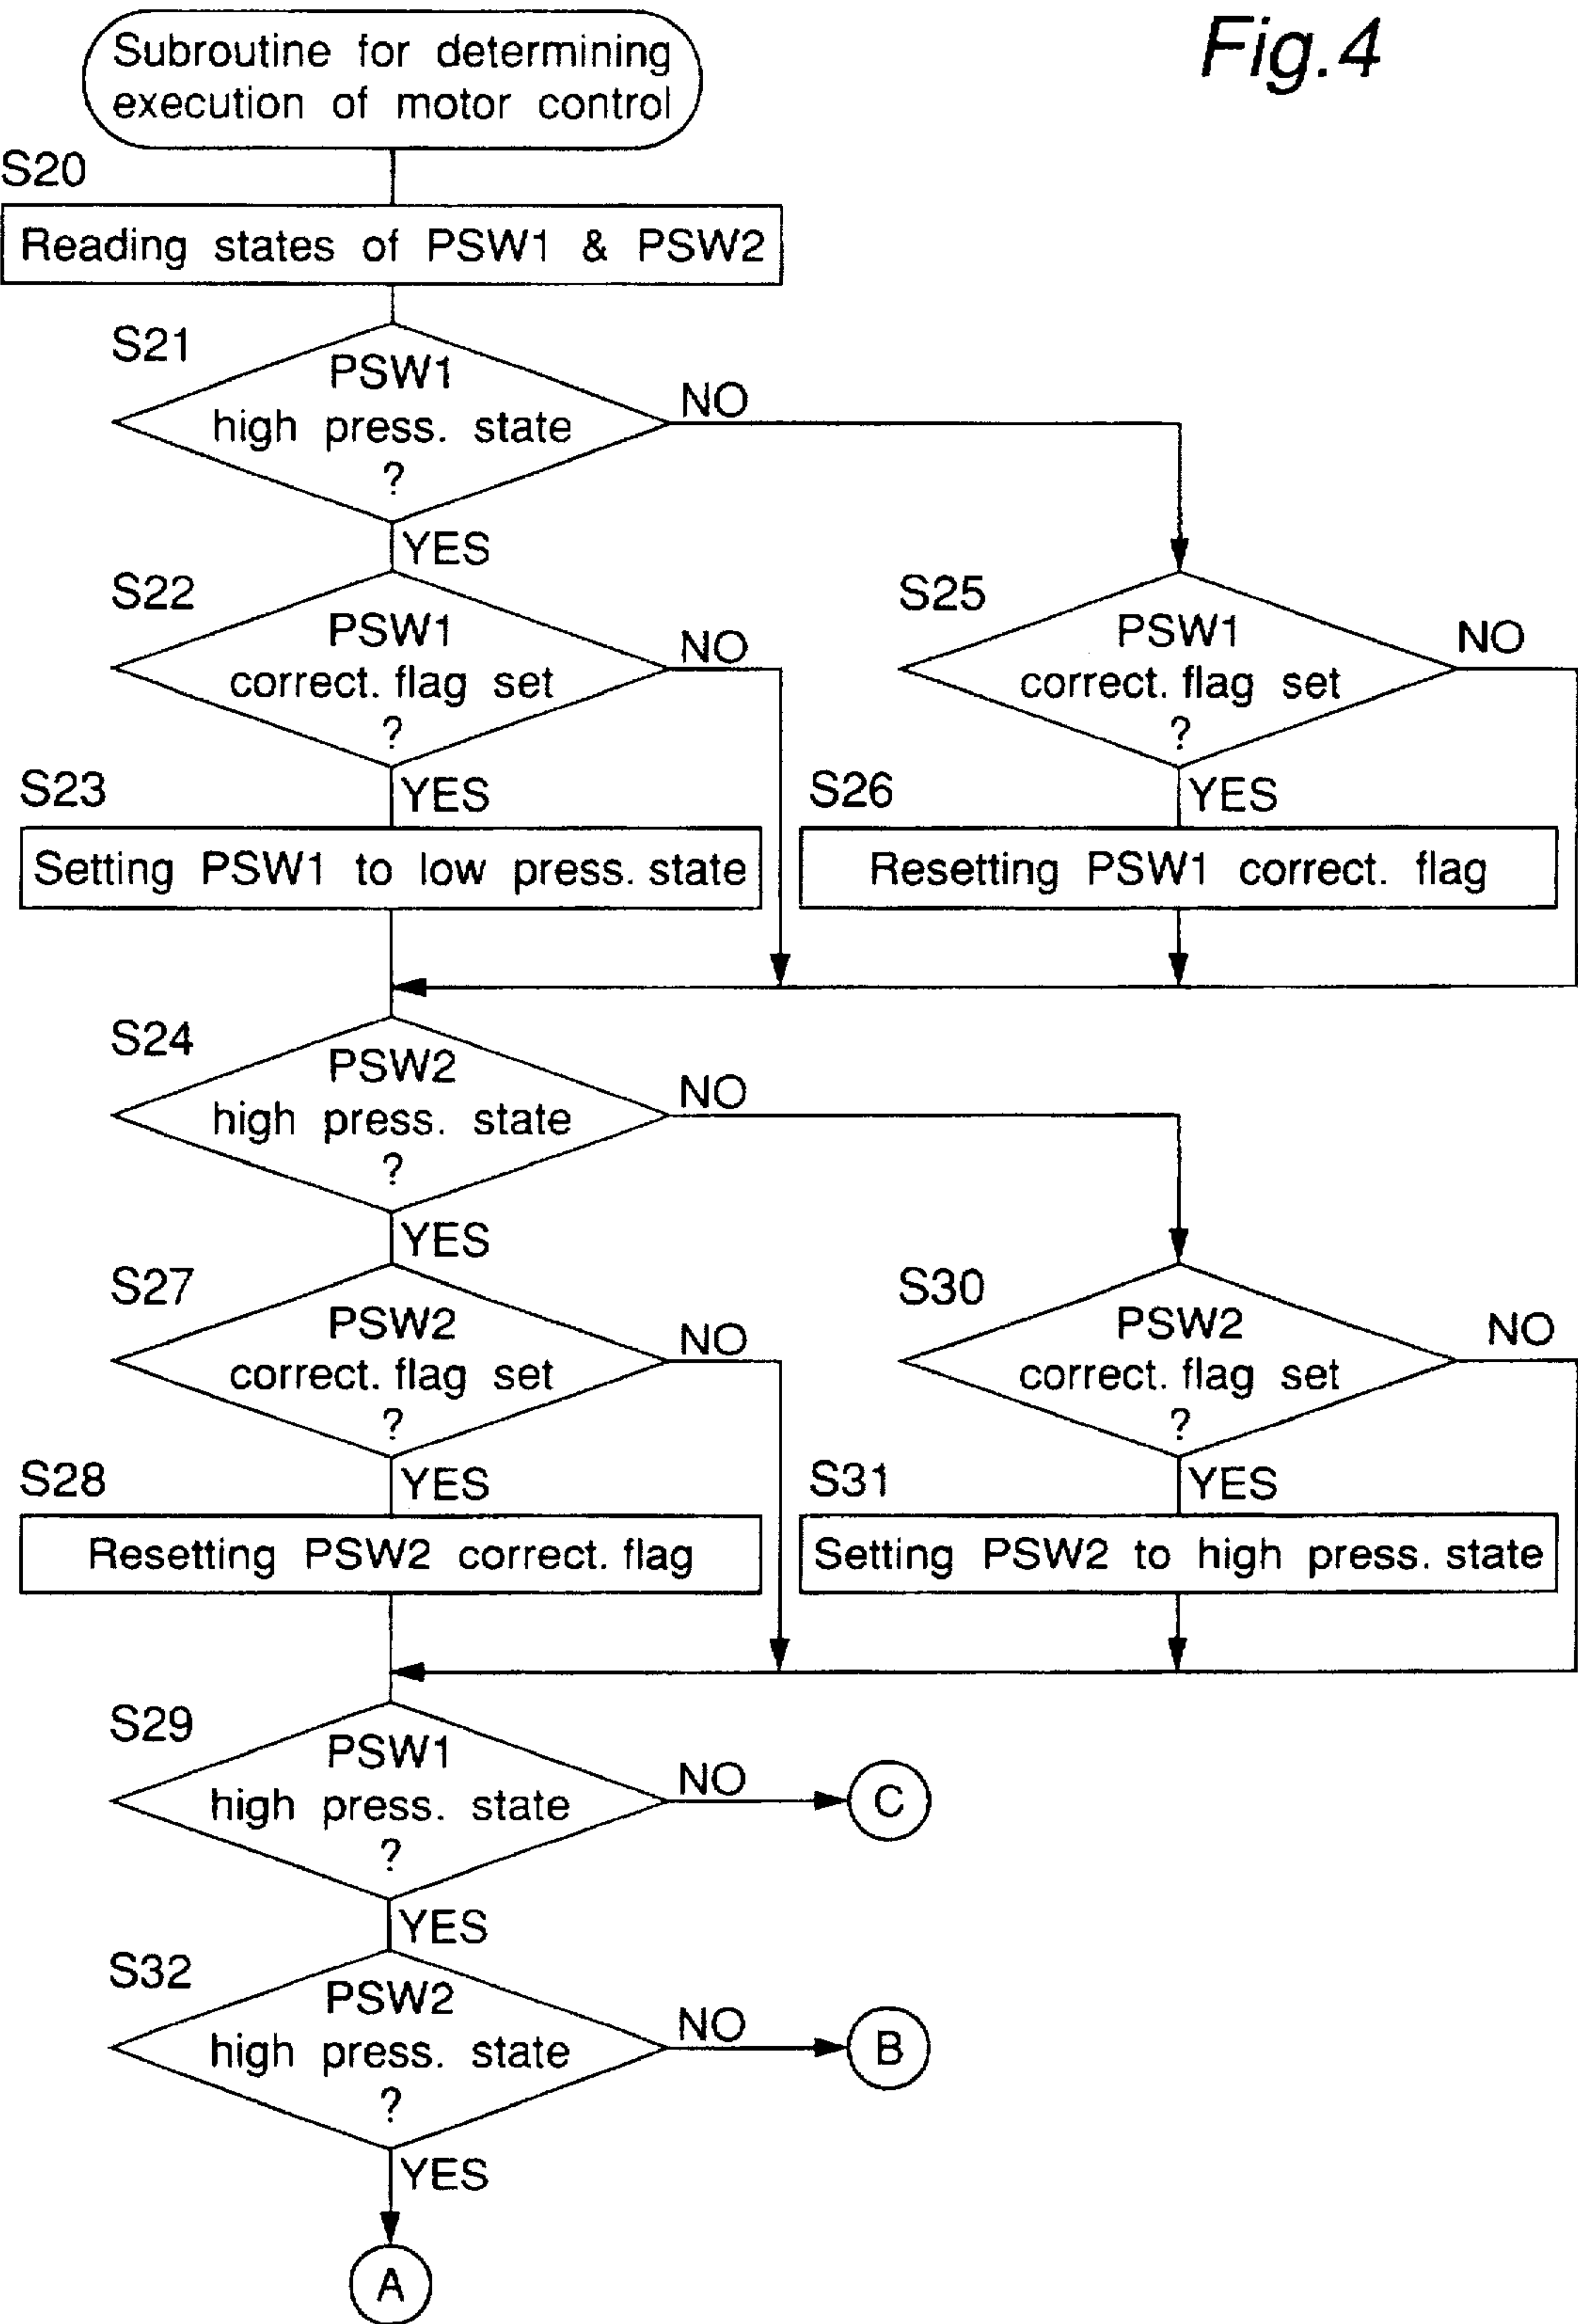 Fig.4
Subroutine for determining
execution of motor control
S20
Reading states of PSW1 & PSW2
S21
PSW1
high press. state
?
NO
YES
S22
PSW1
correct. flag set
?
NO
YES
S25
PSW1
correct. flag set
?
NO
YES
S23
Setting PSW1 to low press. state
S26
Resetting PSW1 correct. flag
S24
PSW2
high press. state
?
NO
YES
S27
PSW2
correct. flag set
?
NO
YES
S30
PSW2
correct. flag set
?
NO
YES
S28
Resetting PSW2 correct. flag
S31
Setting PSW2 to high press. state
S29
PSW1
high press. state
?
NO
C
YES
S32
PSW2
high press. state
?
NO
B
YES
A